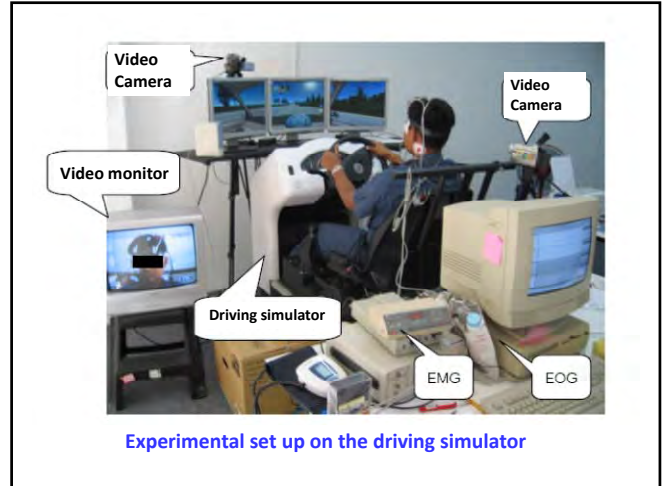 Video
Camera
Video
Camera
Video monitor
Driving simulator
EMG
EOG
Experimental set up on the driving simulator